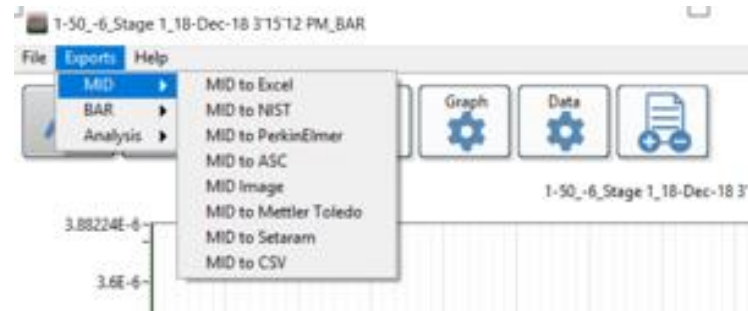 1-50_-6_Stage 1_18-Dec-18 3'15'12 PM_BAR
File Exports Help
MID
BAR
Analysis
MID to Excel
MID to NIST
MID to PerkinElmer
MID to ASC
MID Image
MID to Mettler Toledo
MID to Setaram
MID to CSV
Graph
Data
1-50_-6_Stage 1_18-Dec-18 3'
3.88224E-6
3.6E-6